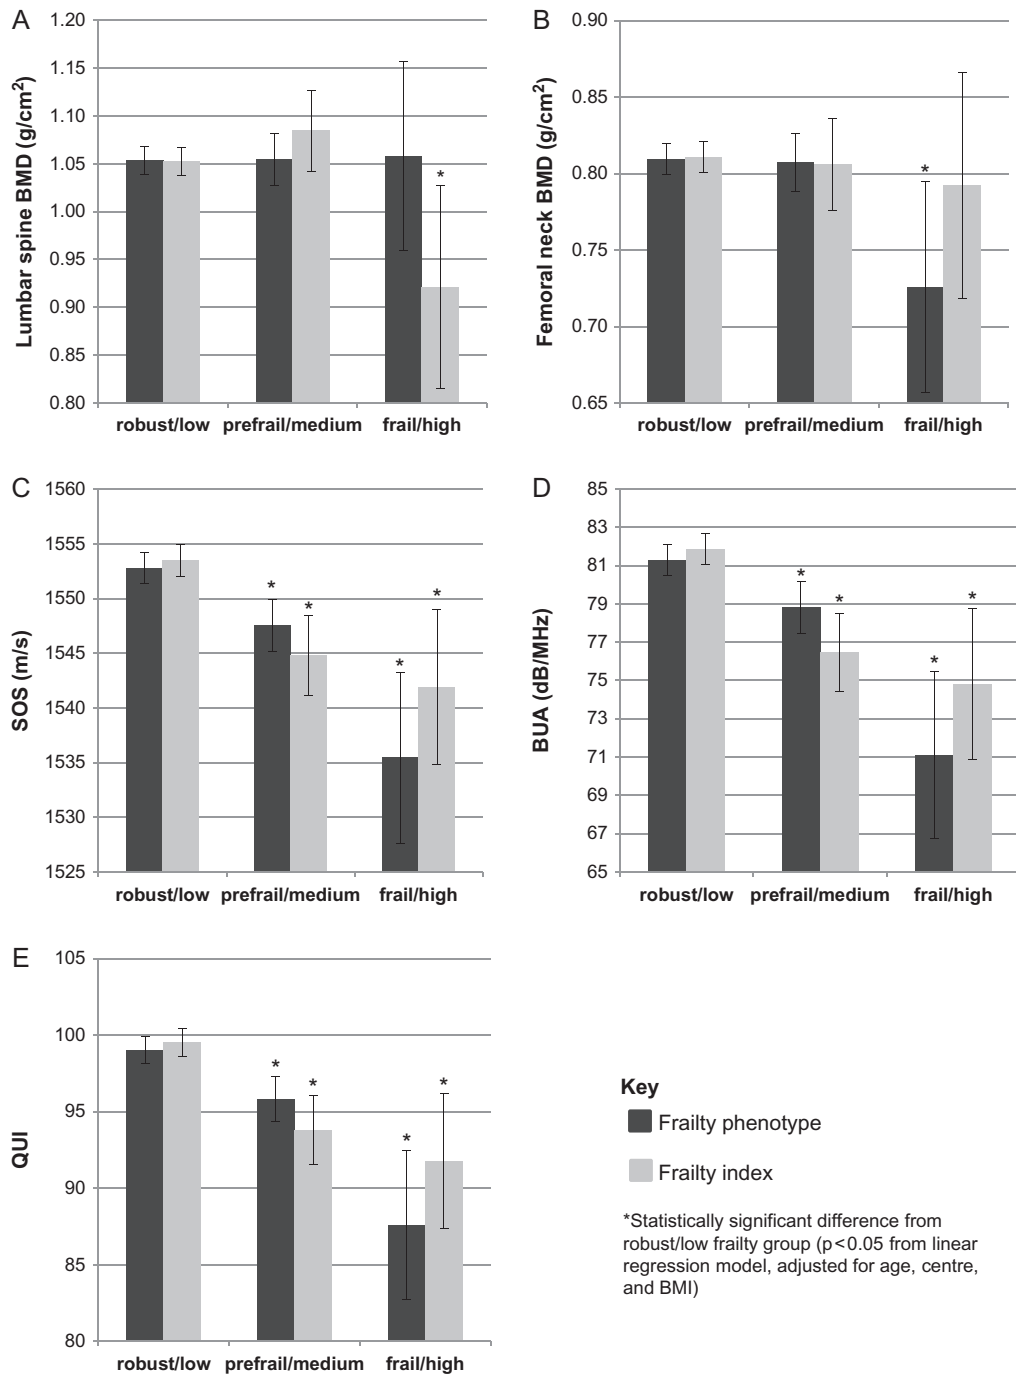 A
Lumbar spine BMD (g/cm²)
1.20
1.15
1.10
1.05
1.00
0.95
0.90
0.85
0.80
*
robust/low prefrail/medium frail/high
B
Femoral neck BMD (g/cm²)
0.90
0.85
0.80
0.75
0.70
0.65
*
robust/low prefrail/medium frail/high
C
SOS (m/s)
1560
1555
1550
1545
1540
1535
1530
1525
* * * *
robust/low prefrail/medium frail/high
D
BUA (dB/MHz)
85
83
81
79
77
75
73
71
69
67
65
* * * *
robust/low prefrail/medium frail/high
E
QUI
105
100
95
90
85
80
* * * *
robust/low prefrail/medium frail/high
Key
Frailty phenotype
Frailty index
*Statistically significant difference from
robust/low frailty group (p<0.05 from linear
regression model, adjusted for age, centre,
and BMI)